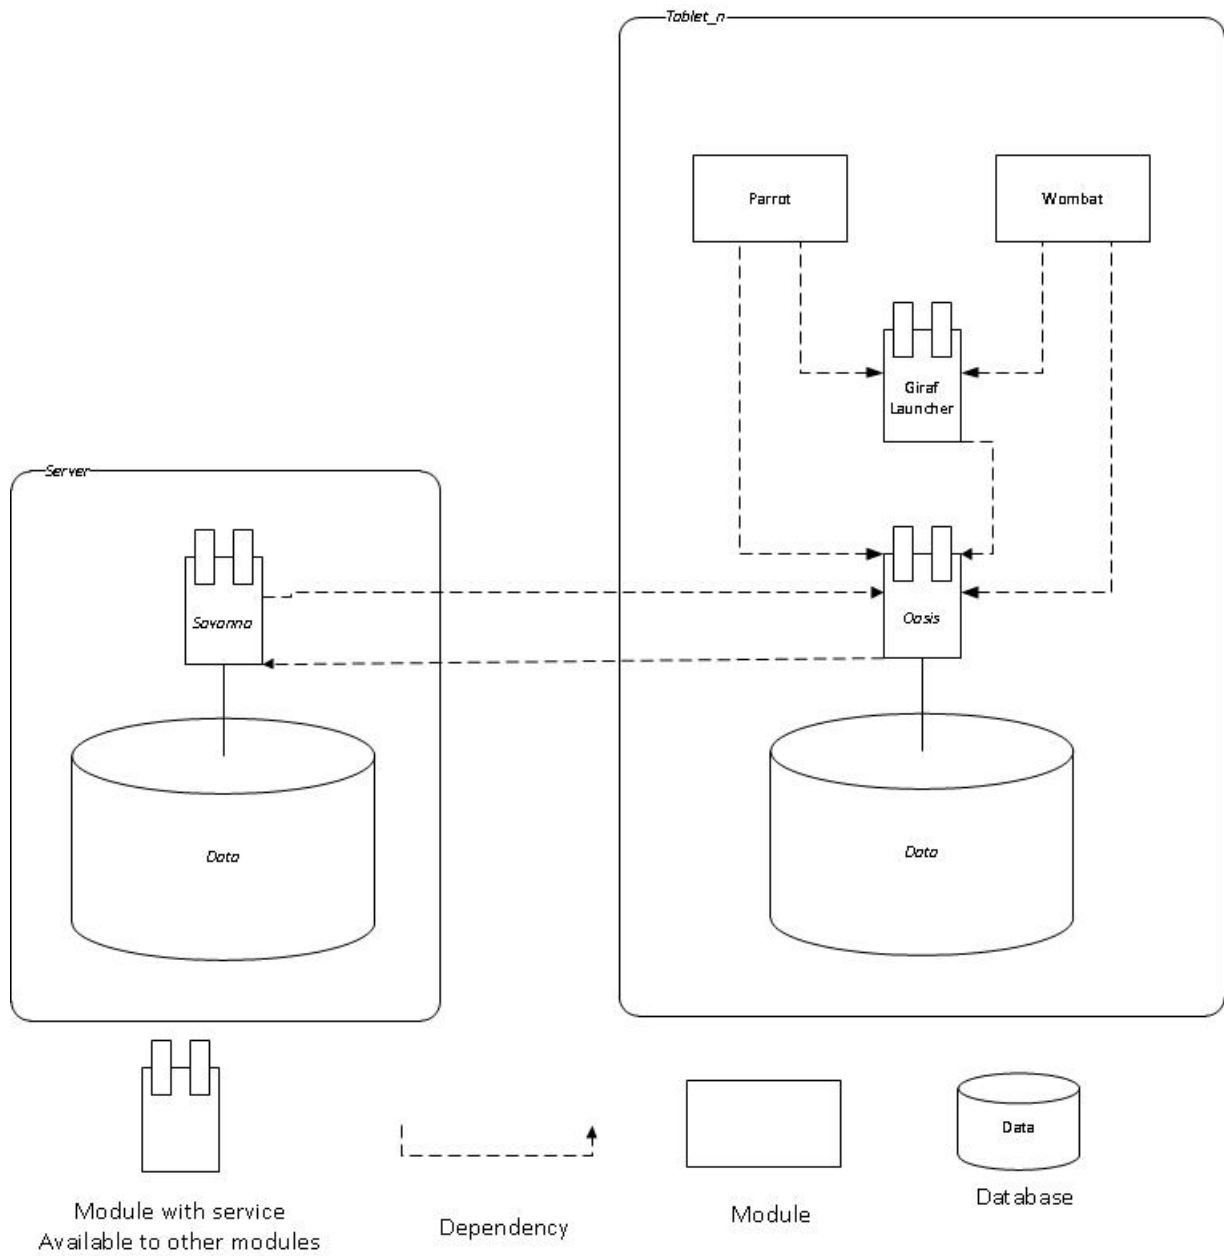 Tablet_n
Parrot
Wombat
Giraf
Launcher
Server
Savanna
Oasis
Data
Data
Data
Module with service
Available to other modules
Dependency
Module
Database